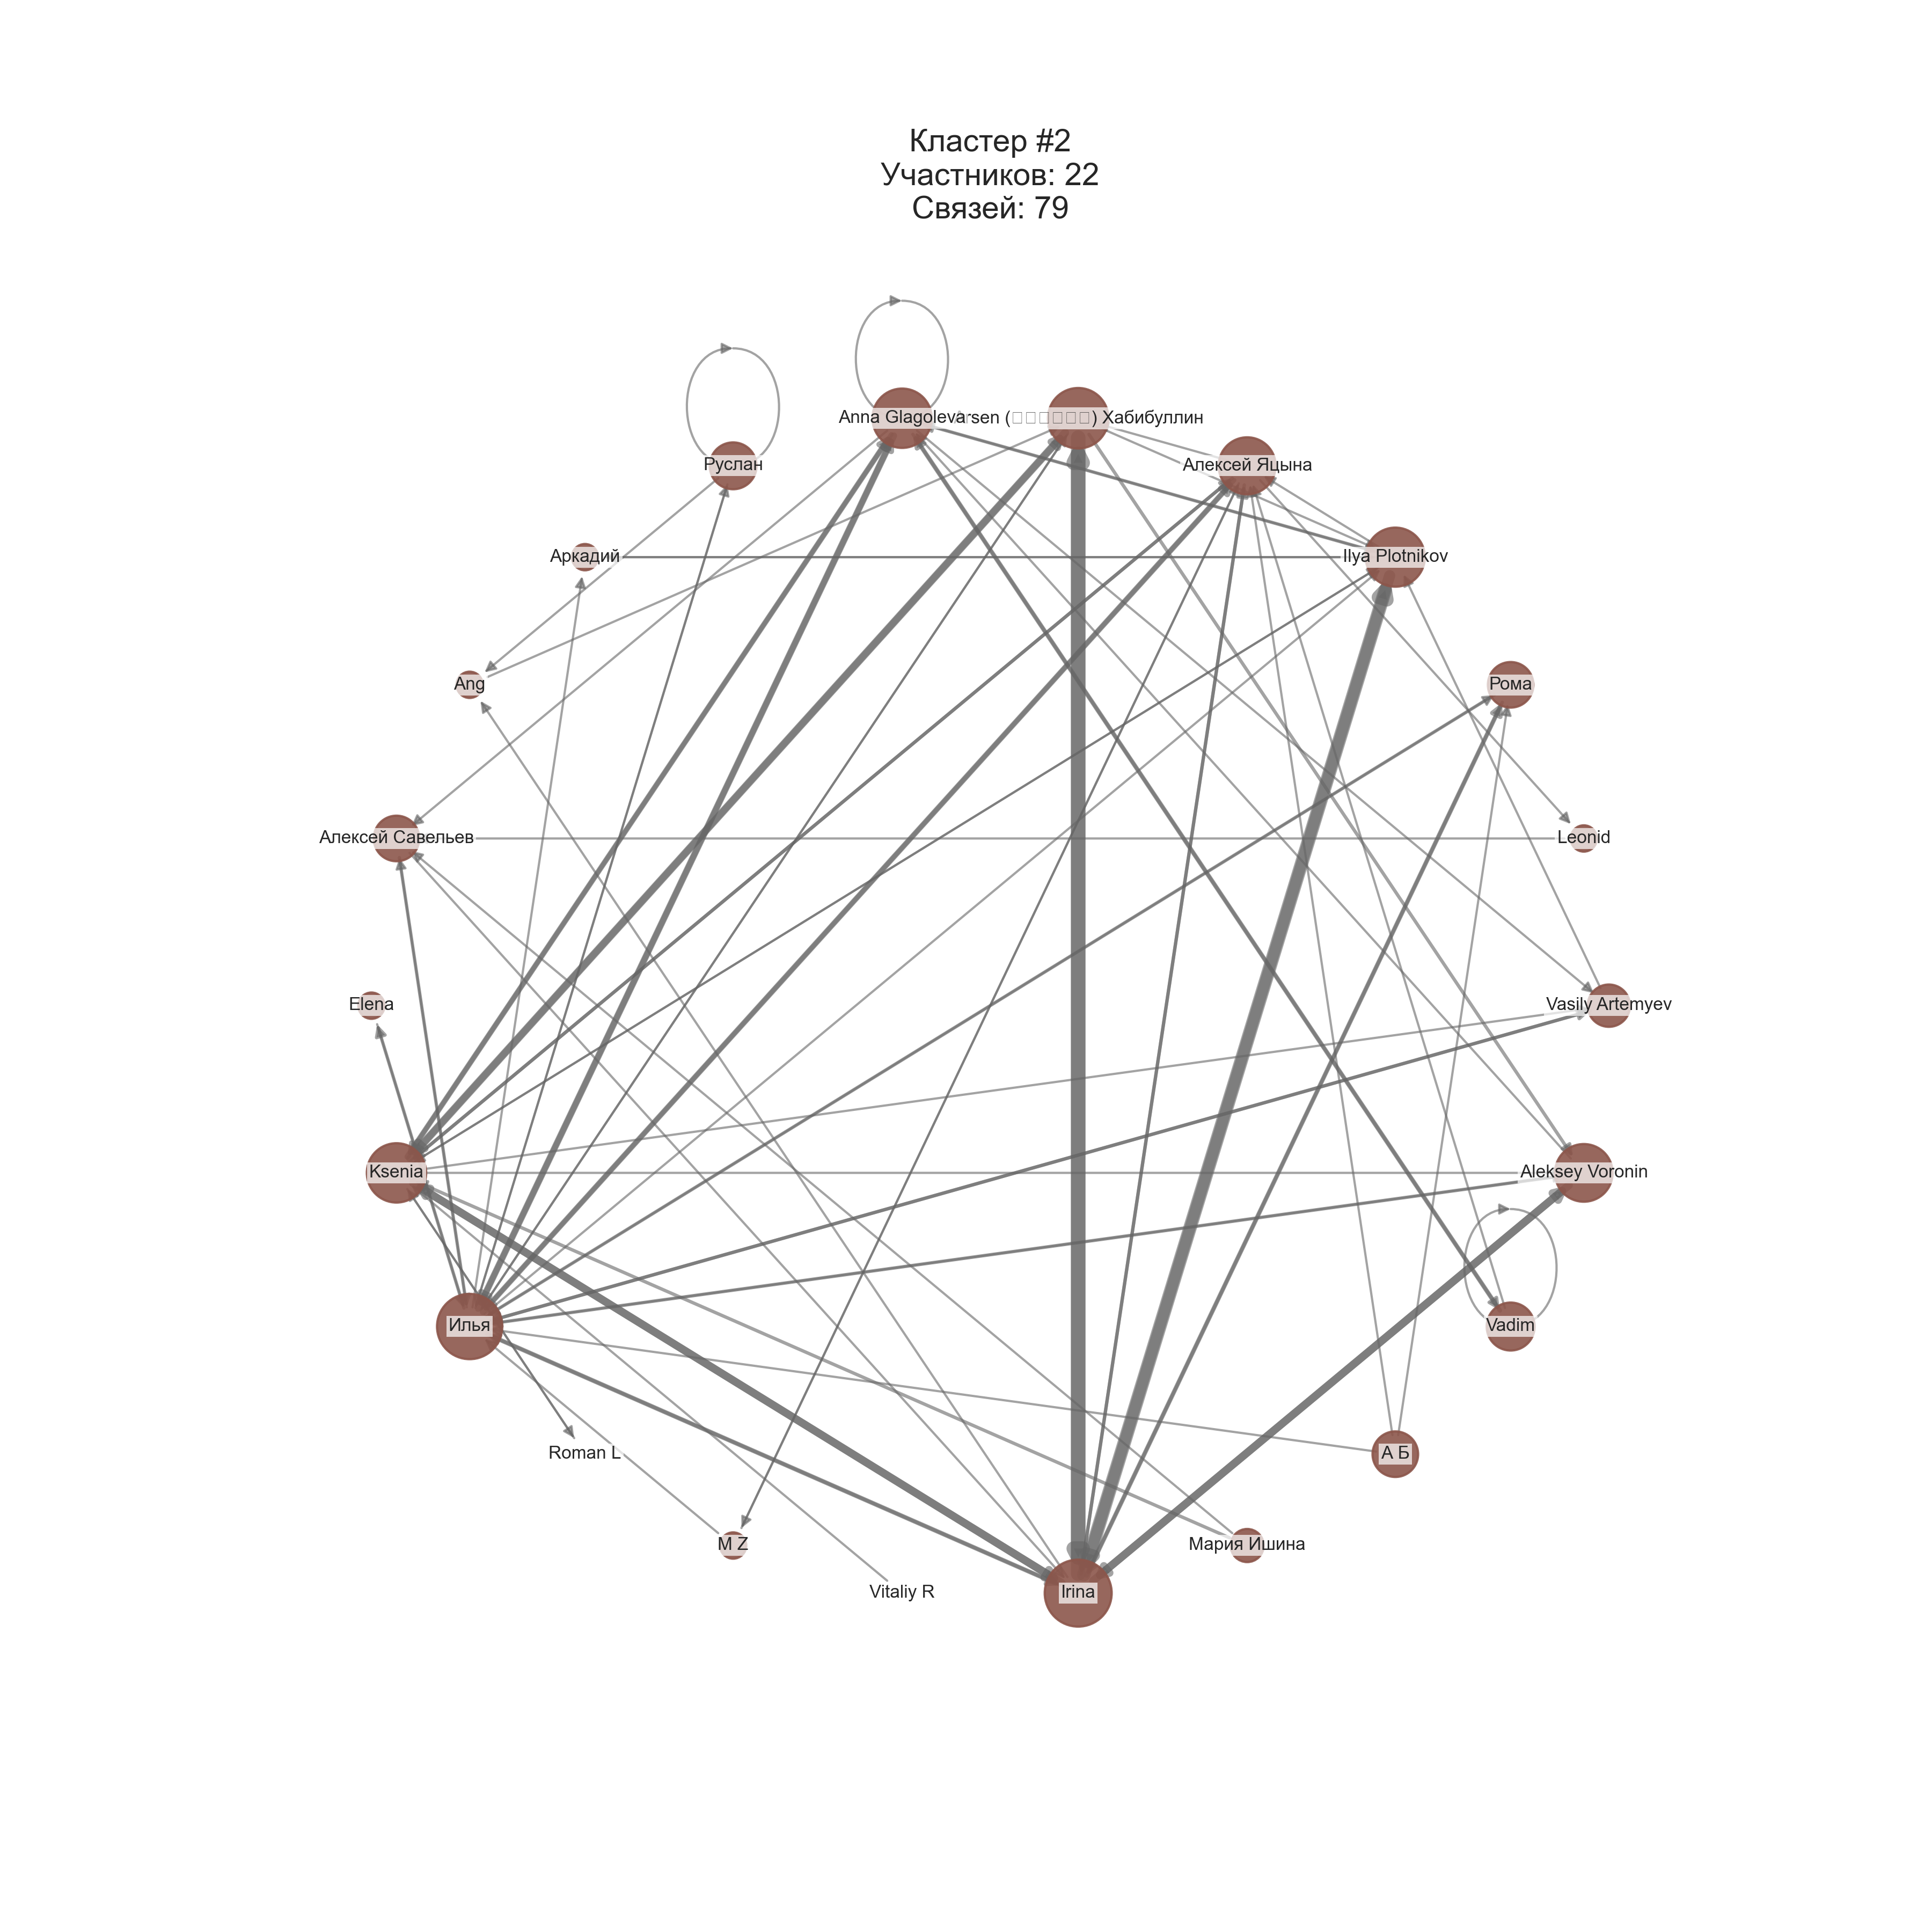 Кластер #2
Участников: 22
Связей: 79
Anna Glagoleva
rsen (□□□□□□) Хабибуллин
Алексей Яцына
Руслан
Аркадий
Ilya Plotnikov
Ang
Рома
Алексей Савельев
Leonid
Elena
Vasily Artemyev
Ksenia
Aleksey Voronin
Илья
Vadim
Roman L
А Б
M Z
Мария Ишина
Vitaliy R
Irina